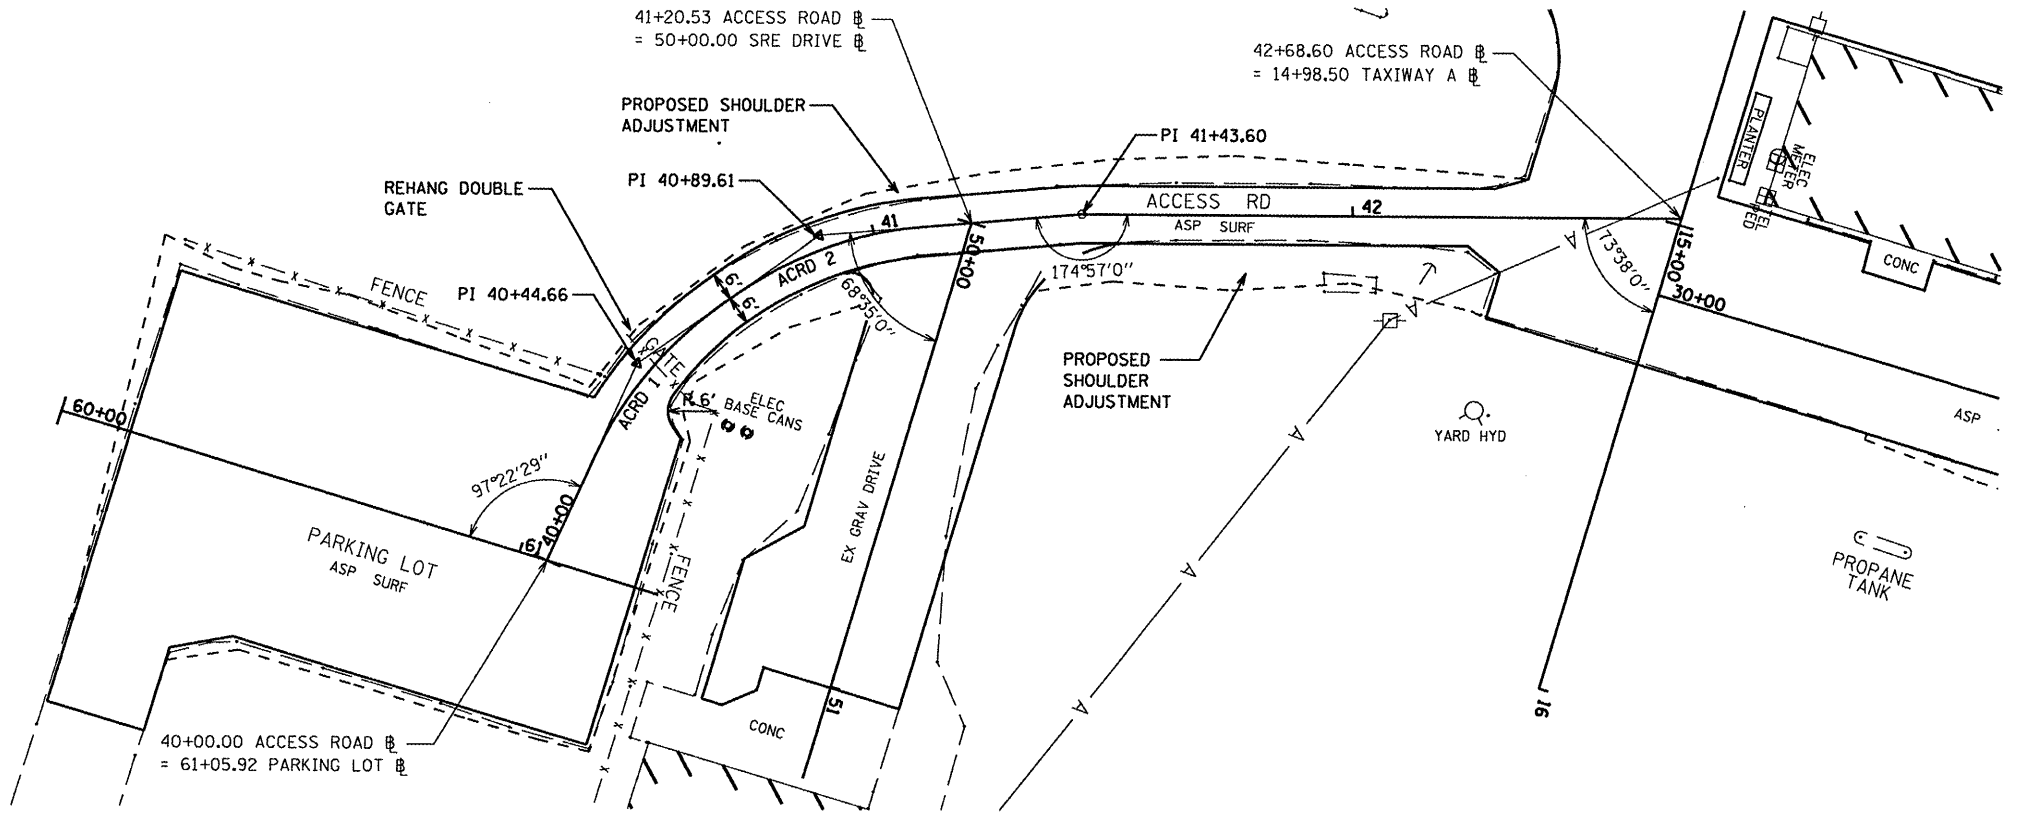 41+20.53 ACCESS ROAD ℄
= 50+00.00 SRE DRIVE ℄
42+68.60 ACCESS ROAD ℄
= 14+98.50 TAXIWAY A ℄
PROPOSED SHOULDER
ADJUSTMENT
PI 41+43.60
PI 40+89.61
REHANG DOUBLE
GATE
PLANTER
ELEC
METER
TEL
PED
CONC
ACCESS RD
ASP SURF
42
41
50+00
ACRD 2
6'
6'
68°35'0"
174°57'0"
73°38'0"
15+00
30+00
FENCE
PI 40+44.66
GATE
ACRD 1
R 6'
ELEC
BASE CANS
PROPOSED
SHOULDER
ADJUSTMENT
YARD HYD
ASP
60+00
97°22'29"
61
40+00
PARKING LOT
ASP SURF
EX GRAV DRIVE
FENCE
PROPANE
TANK
A
A
A
A
A
A
51
16
CONC
40+00.00 ACCESS ROAD ℄
= 61+05.92 PARKING LOT ℄